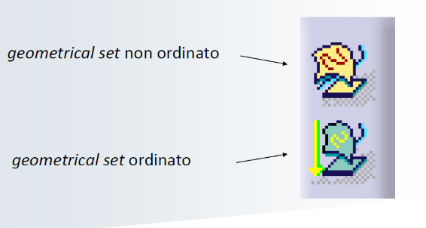 geometrical set non ordinato
geometrical set ordinato